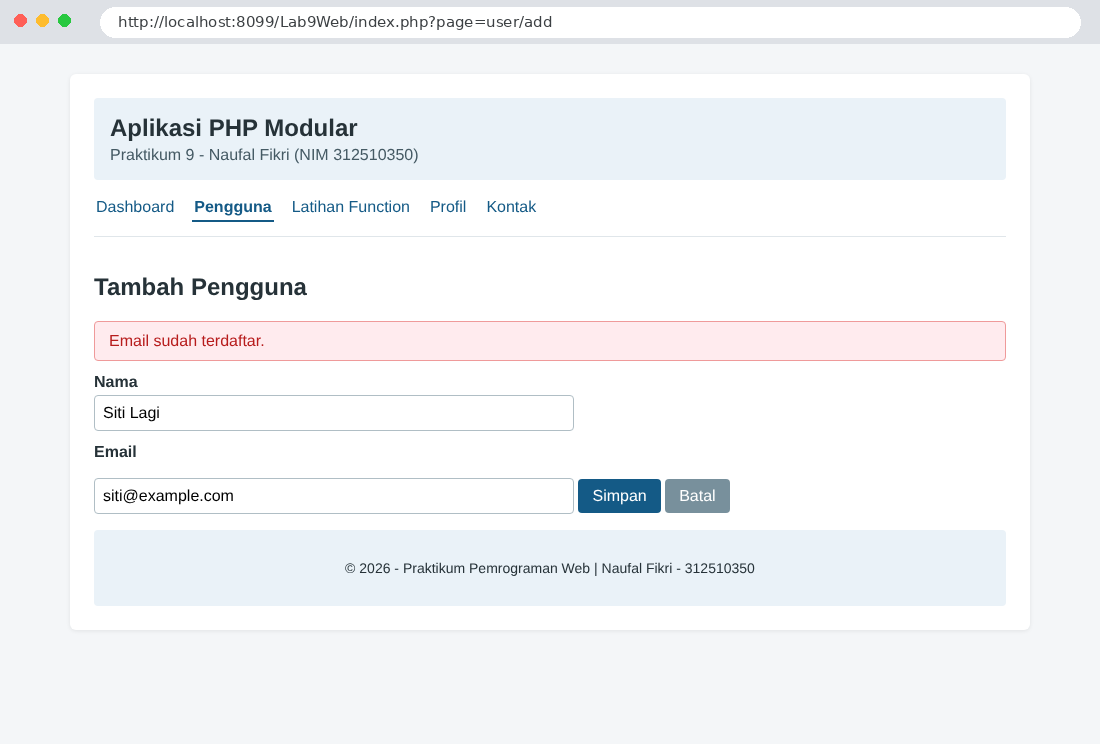 http://localhost:8099/Lab9Web/index.php?page=user/add
Aplikasi PHP Modular
Praktikum 9 - Naufal Fikri (NIM 312510350)
Dashboard Pengguna Latihan Function Profil Kontak
Tambah Pengguna
Email sudah terdaftar.
Nama
Siti Lagi
Email
siti@example.com Simpan Batal
© 2026 - Praktikum Pemrograman Web | Naufal Fikri - 312510350